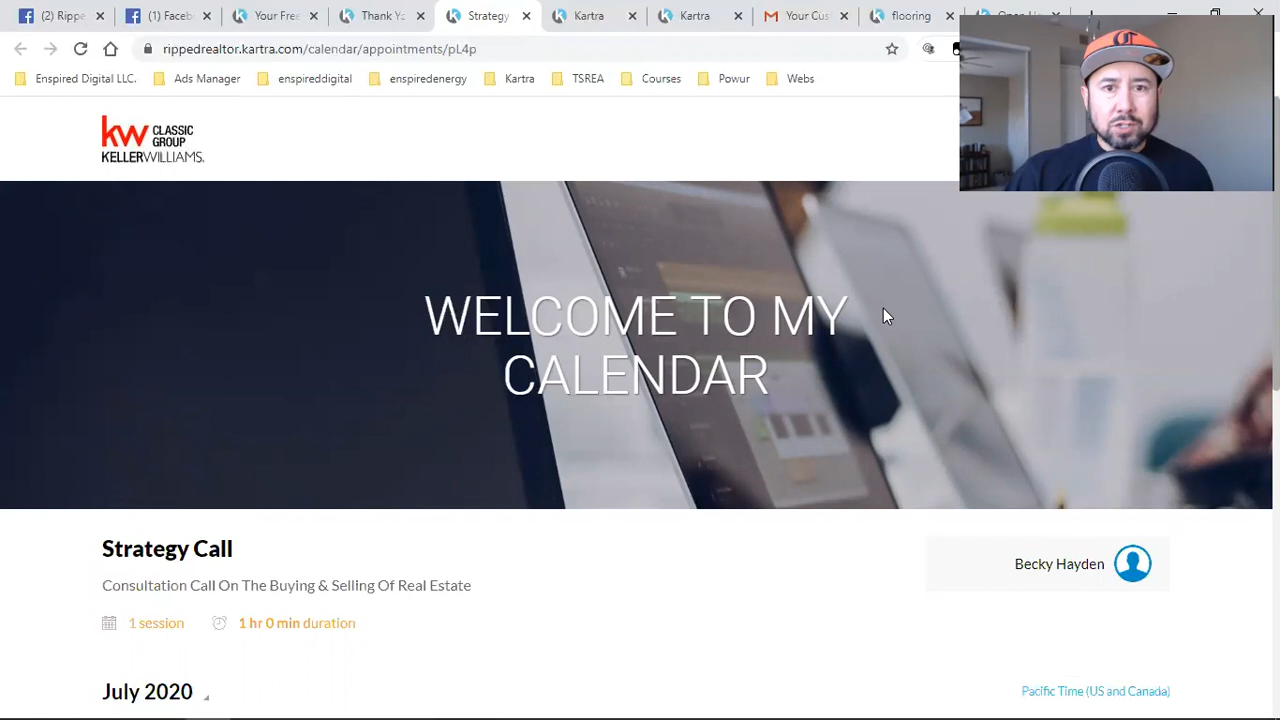 (2) Rippe
(1) Faceb
Your Free
Thank Yo
Strategy
Kartra
Kartra
Your Cus
flooring
rippedrealtor.kartra.com/calendar/appointments/pL4p
Enspired Digital LLC.
Ads Manager
enspireddigital
enspiredenergy
Kartra
TSREA
Courses
Powur
Webs
kw CLASSIC
GROUP
KELLERWILLIAMS.
WELCOME TO MY
CALENDAR
Strategy Call
Becky Hayden
Consultation Call On The Buying & Selling Of Real Estate
1 session
1 hr 0 min duration
July 2020
Pacific Time (US and Canada)